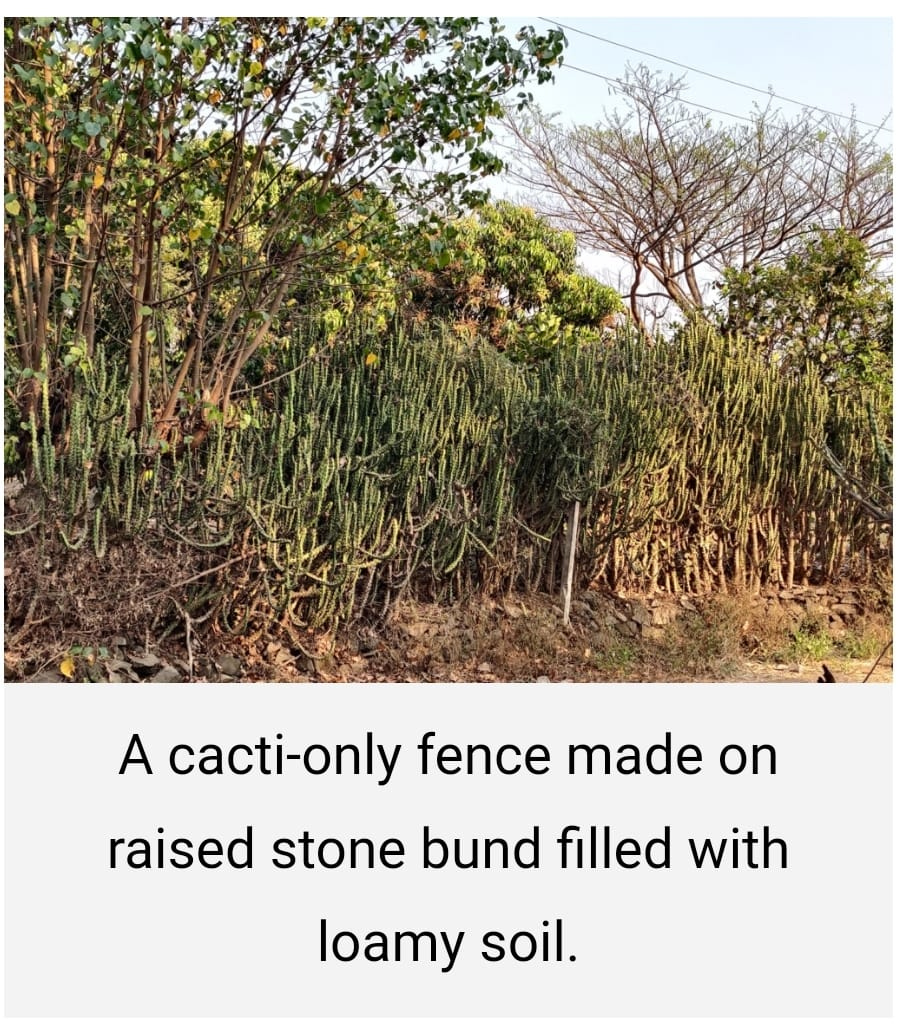 A cacti-only fence made on
raised stone bund filled with
loamy soil.